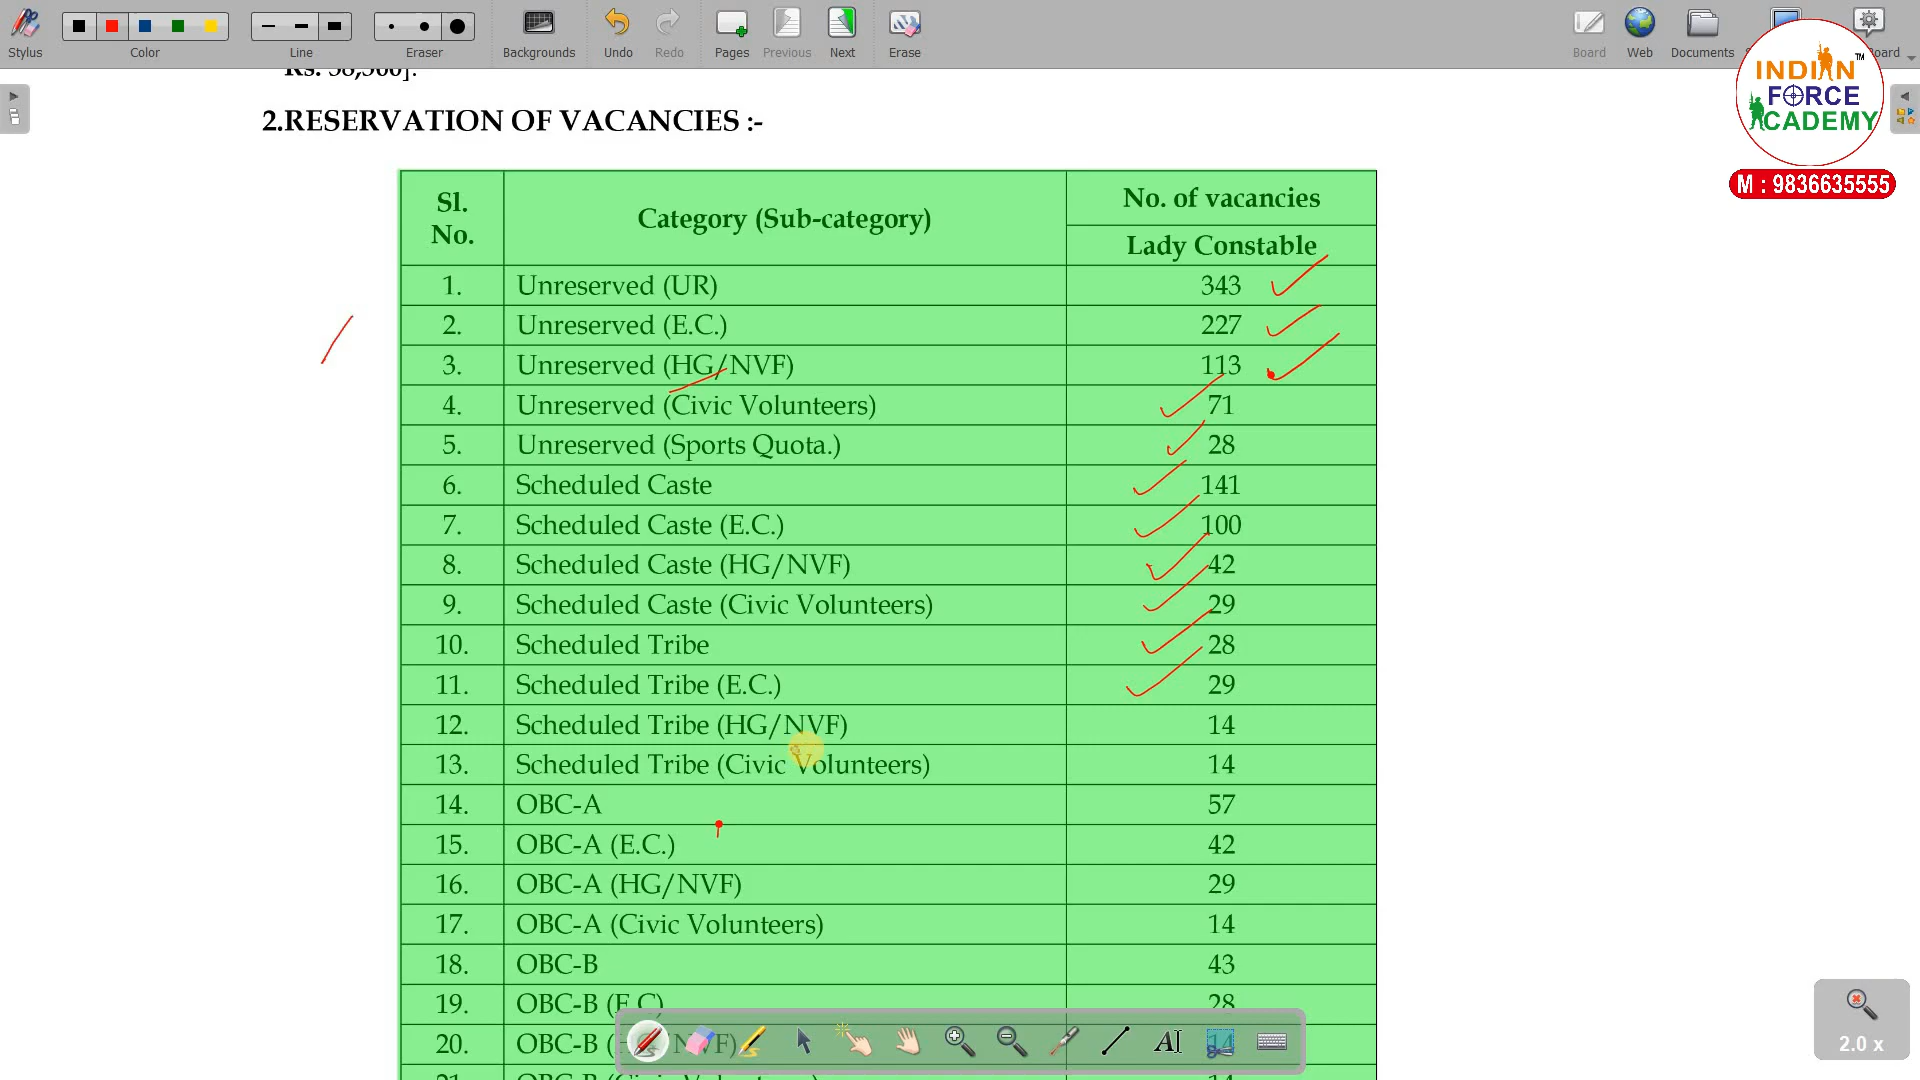 Stylus Color Line Eraser Backgrounds Undo Redo Pages Previous Next Erase Board Web Documents
INDIAN FORCE CADEMY TM
M : 9836635555
2.RESERVATION OF VACANCIES :-
Sl. No. Category (Sub-category) No. of vacancies
Lady Constable
1. Unreserved (UR) 343
2. Unreserved (E.C.) 227
3. Unreserved (HG/NVF) 113
4. Unreserved (Civic Volunteers) 71
5. Unreserved (Sports Quota.) 28
6. Scheduled Caste 141
7. Scheduled Caste (E.C.) 100
8. Scheduled Caste (HG/NVF) 42
9. Scheduled Caste (Civic Volunteers) 29
10. Scheduled Tribe 28
11. Scheduled Tribe (E.C.) 29
12. Scheduled Tribe (HG/NVF) 14
13. Scheduled Tribe (Civic Volunteers) 14
14. OBC-A 57
15. OBC-A (E.C.) 42
16. OBC-A (HG/NVF) 29
17. OBC-A (Civic Volunteers) 14
18. OBC-B 43
19. OBC-B (E.C) 28
20. OBC-B NVF) 14
2.0 x